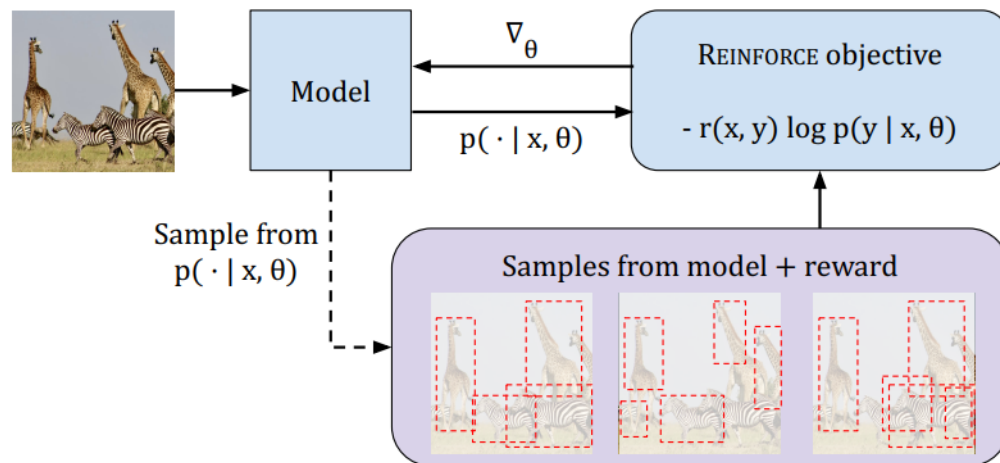 ∇θ
REINFORCE objective
Model
p( · | x, θ)
- r(x, y) log p(y | x, θ)
Sample from
p( · | x, θ)
Samples from model + reward